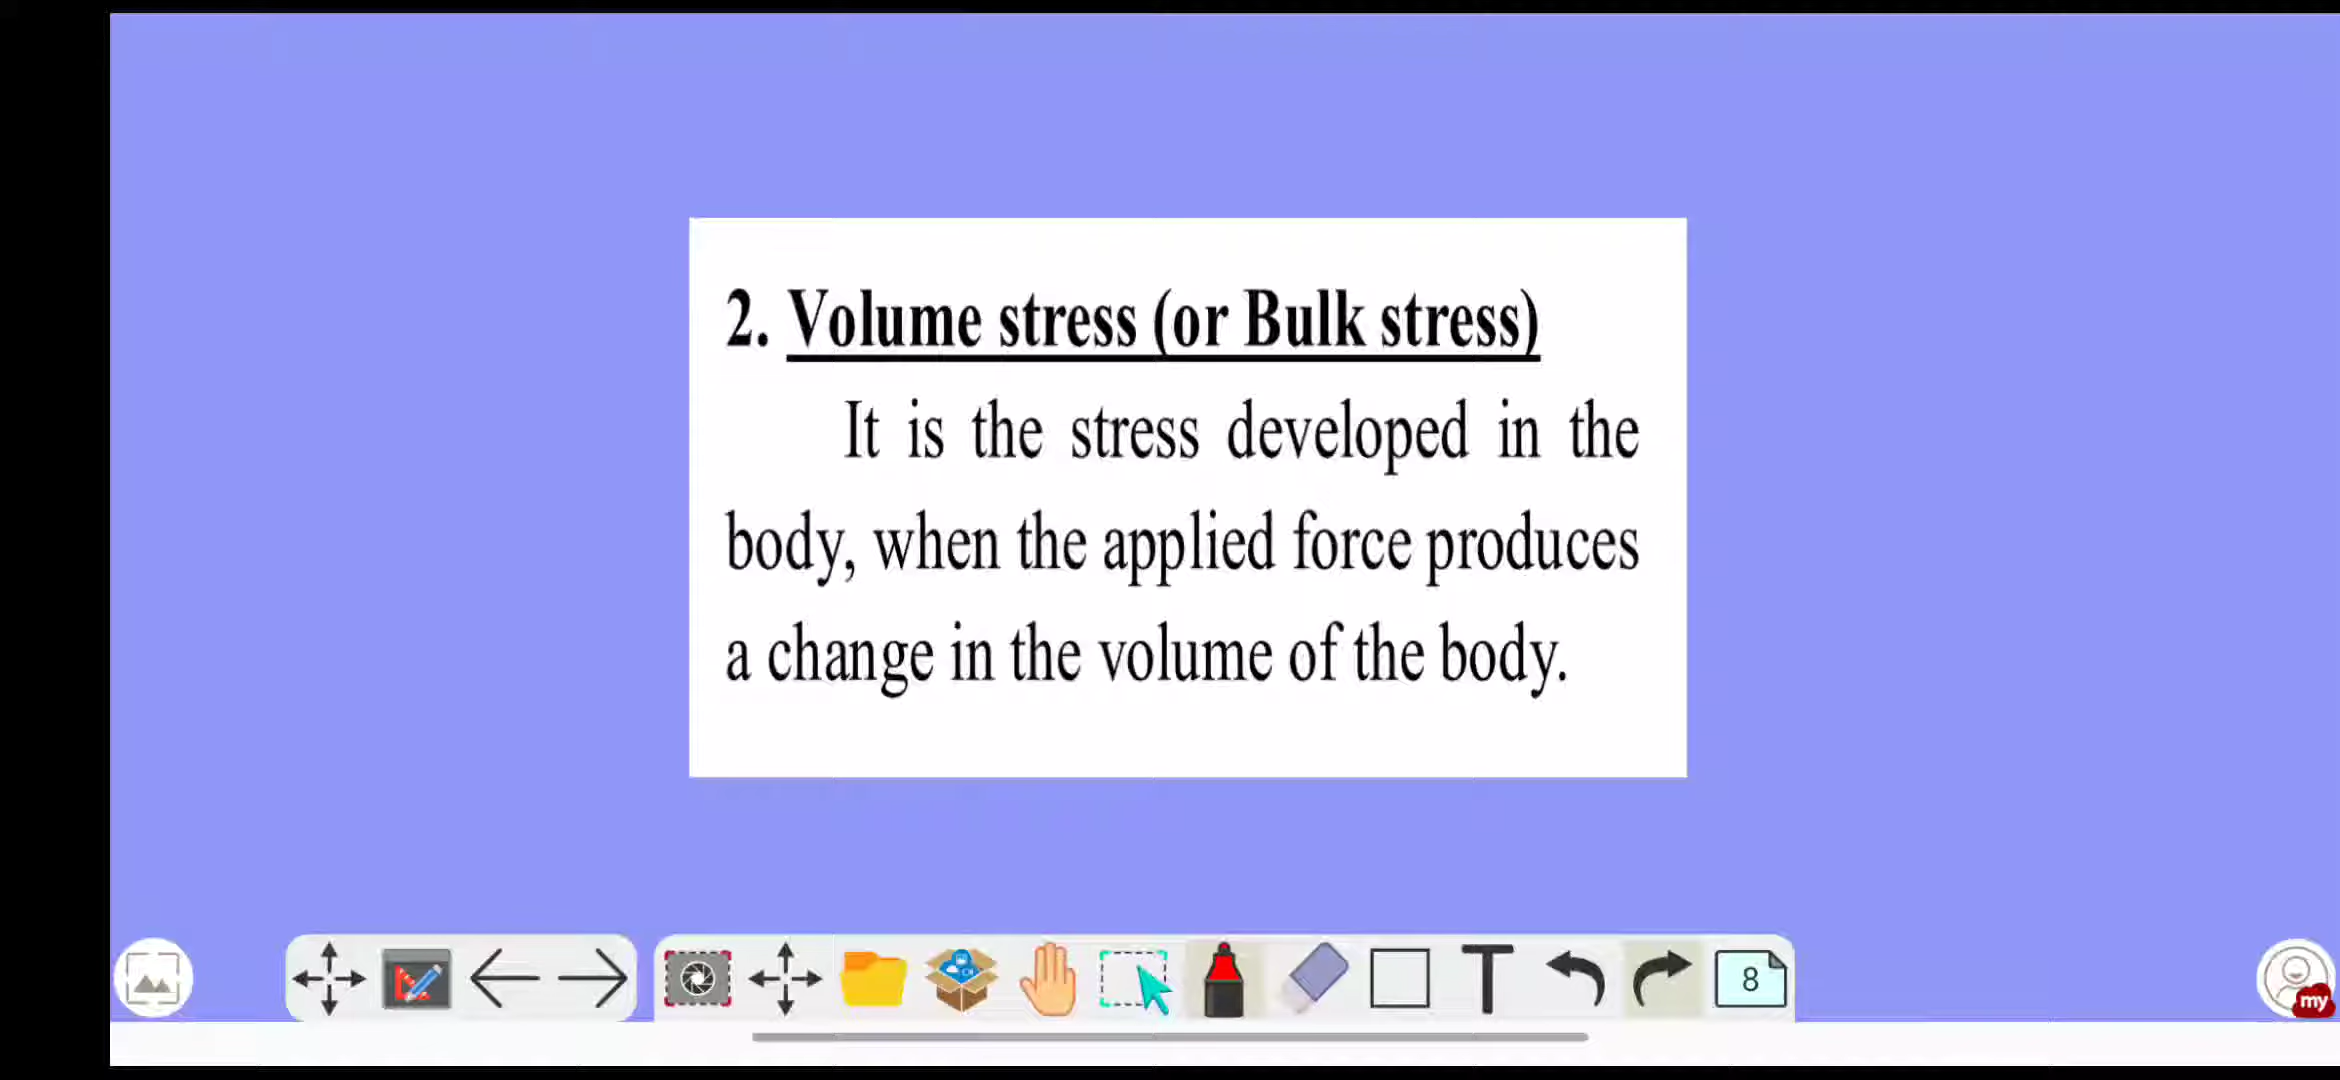 2. Volume stress (or Bulk stress)
It is the stress developed in the
body, when the applied force produces
a change in the volume of the body.
T
8
my